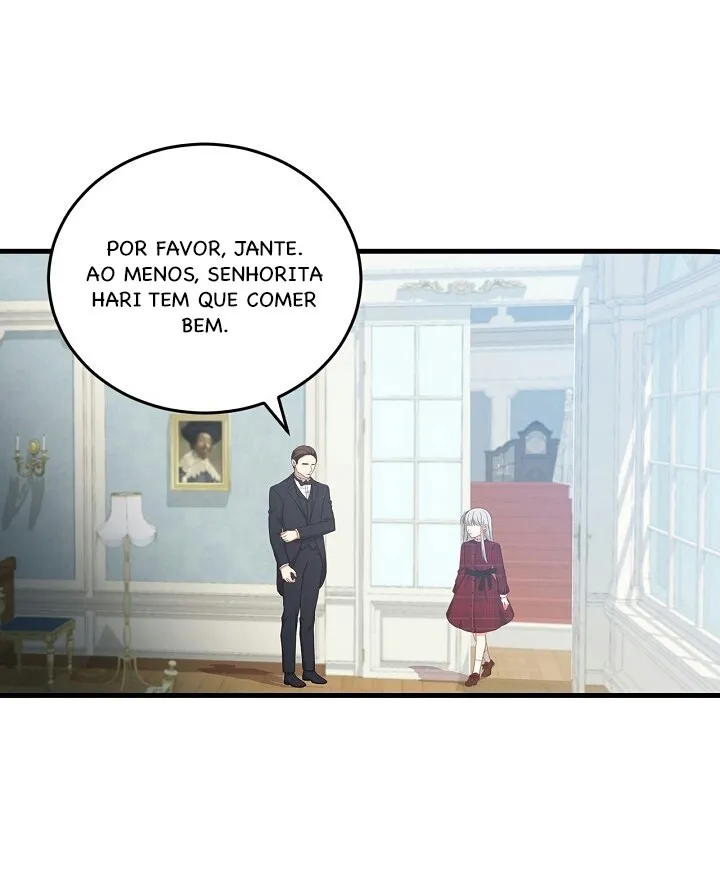 POR FAVOR, JANTE.
AO MENOS, SENHORITA
HARI TEM QUE COMER
BEM.